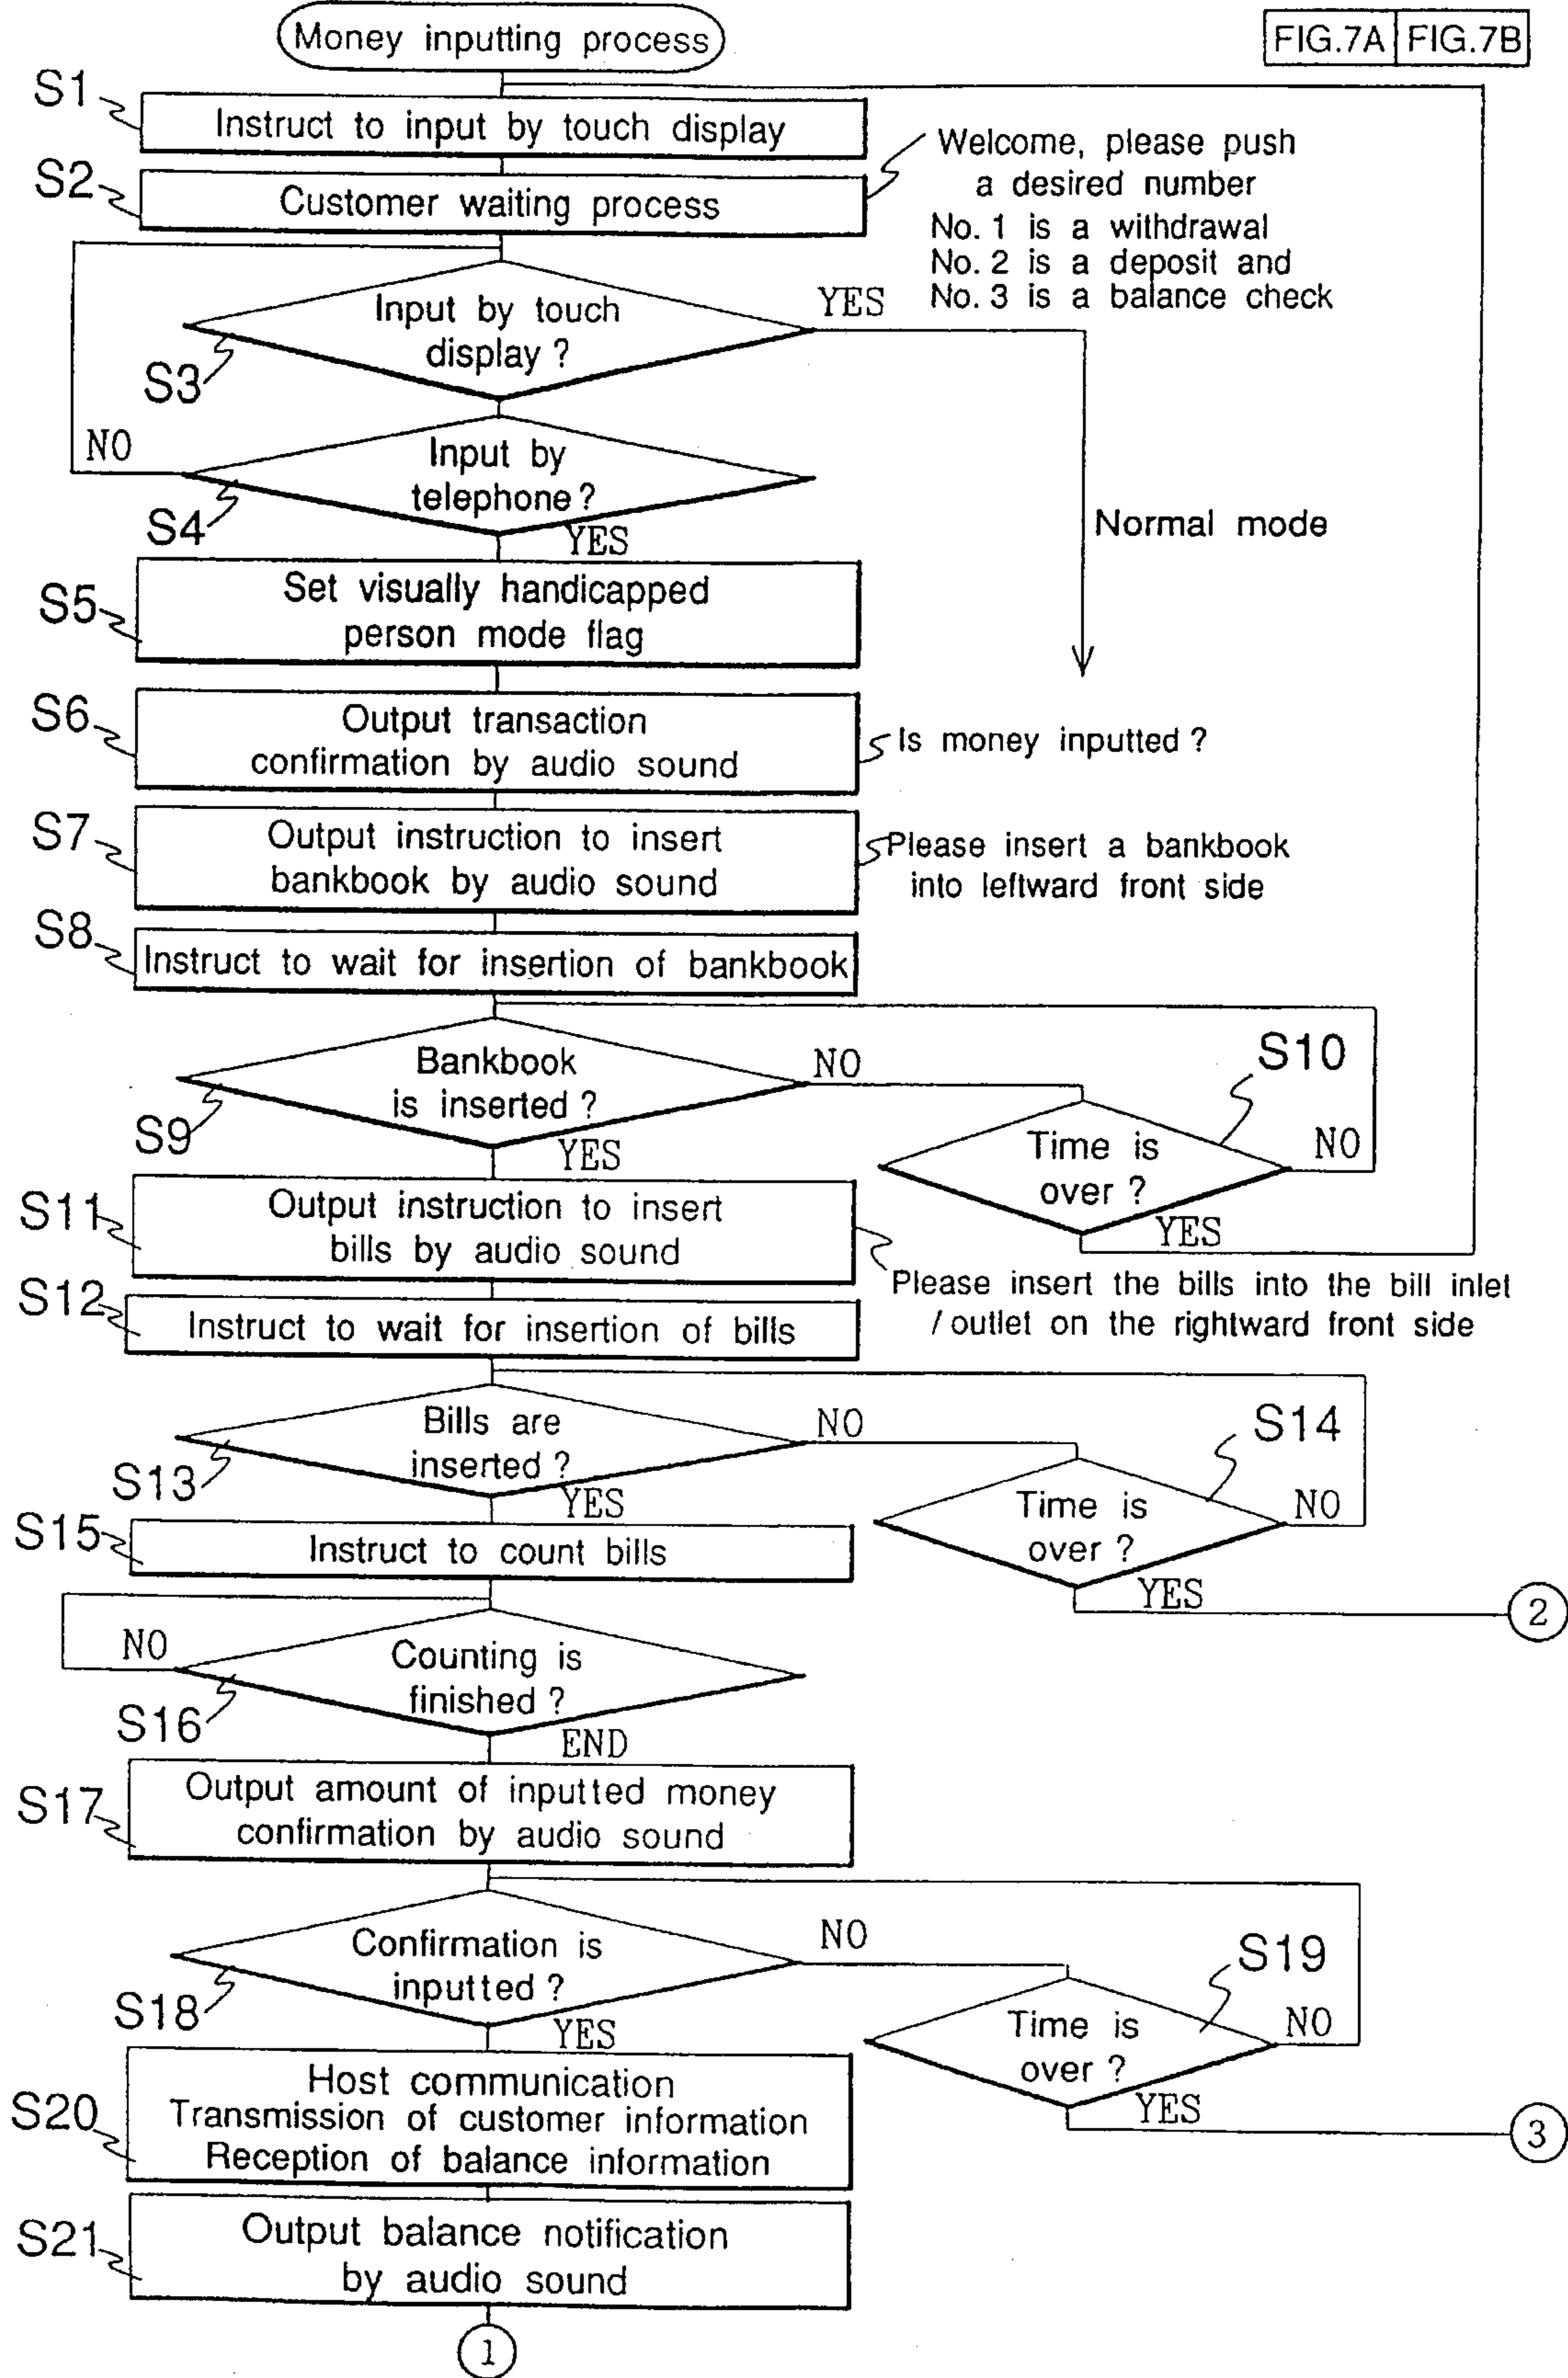 Money inputting process
FIG.7A FIG.7B
S1
Instruct to input by touch display
S2
Customer waiting process
Welcome, please push
a desired number
No. 1 is a withdrawal
No. 2 is a deposit and
No. 3 is a balance check
Input by touch
display ?
YES
S3
NO
Input by
telephone ?
S4
YES
Normal mode
S5
Set visually handicapped
person mode flag
S6
Output transaction
confirmation by audio sound
Is money inputted ?
S7
Output instruction to insert
bankbook by audio sound
Please insert a bankbook
into leftward front side
S8
Instruct to wait for insertion of bankbook
Bankbook
is inserted ?
NO
S9
YES
S10
Time is
over ?
NO
YES
S11
Output instruction to insert
bills by audio sound
Please insert the bills into the bill inlet
/ outlet on the rightward front side
S12
Instruct to wait for insertion of bills
Bills are
inserted ?
NO
S13
YES
S14
Time is
over ?
NO
YES
2
S15
Instruct to count bills
NO
Counting is
finished ?
S16
END
S17
Output amount of inputted money
confirmation by audio sound
Confirmation is
inputted ?
NO
S18
YES
S19
Time is
over ?
NO
YES
3
S20
Host communication
Transmission of customer information
Reception of balance information
S21
Output balance notification
by audio sound
1